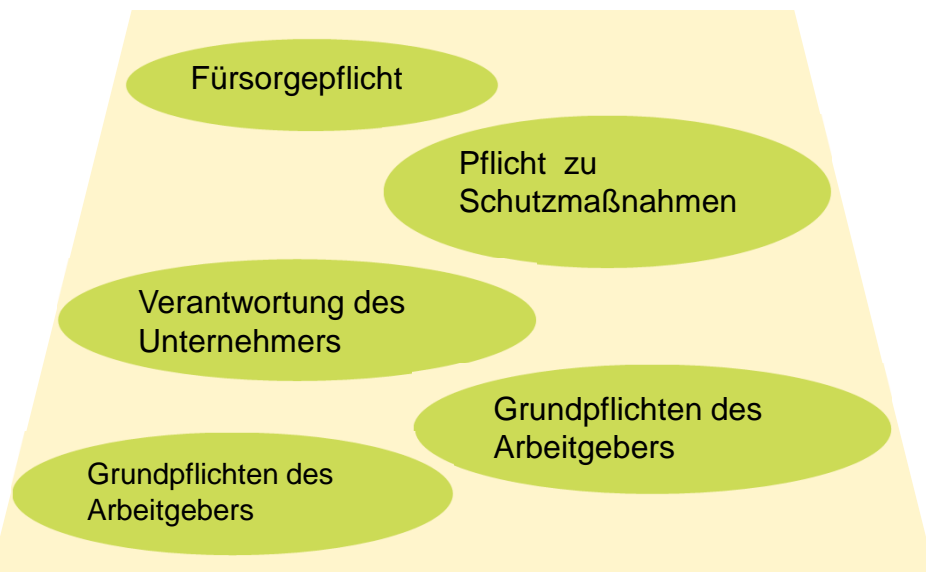 Fürsorgepflicht
Pflicht zu
Schutzmaßnahmen
Verantwortung des
Unternehmers
Grundpflichten des
Arbeitgebers
Grundpflichten des
Arbeitgebers